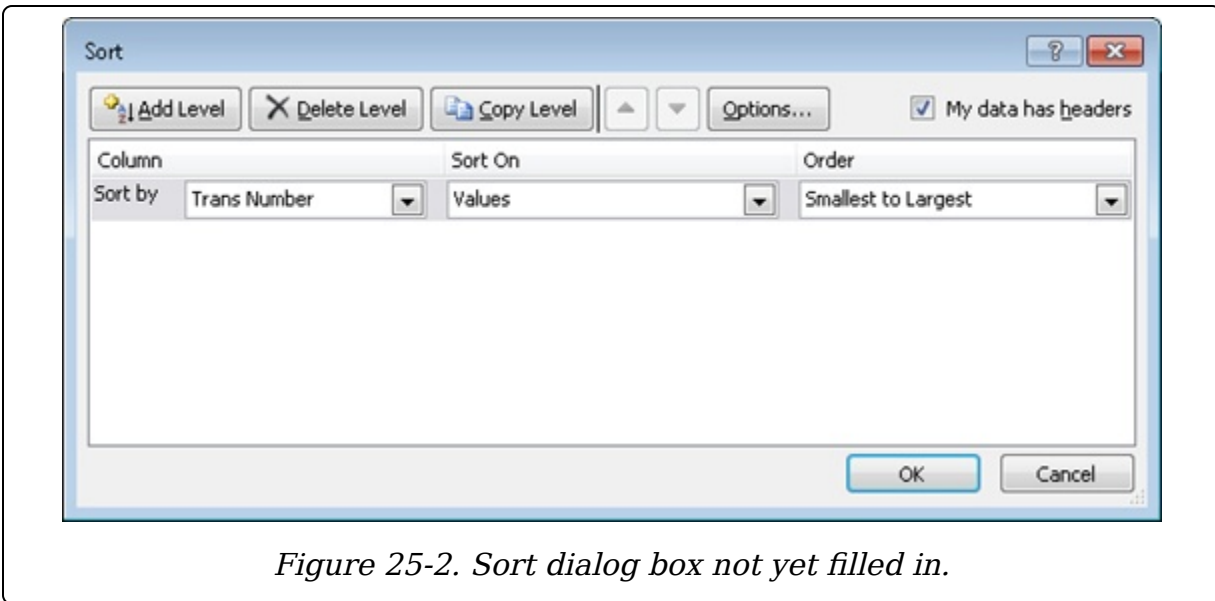 Sort
Add Level Delete Level Copy Level Options... My data has headers
Column Sort On Order
Sort by Trans Number Values Smallest to Largest
OK Cancel
Figure 25-2. Sort dialog box not yet filled in.